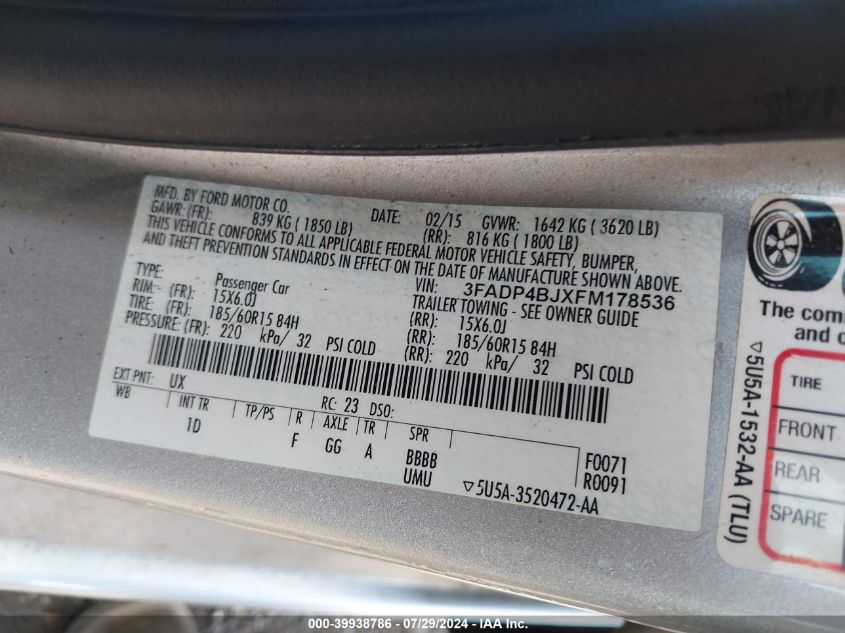 MFD. BY FORD MOTOR CO.
DATE: 02/15 GVWR: 1642 KG ( 3620 LB)
GAWR: (FR): 839 KG ( 1850 LB) (RR): 816 KG ( 1800 LB)
THIS VEHICLE CONFORMS TO ALL APPLICABLE FEDERAL MOTOR VEHICLE SAFETY, BUMPER,
AND THEFT PREVENTION STANDARDS IN EFFECT ON THE DATE OF MANUFACTURE SHOWN ABOVE.
VIN: 3FADP4BJXFM178536
TYPE: Passenger Car TRAILER TOWING - SEE OWNER GUIDE
RIM: (FR): 15X6.0J (RR): 15X6.0J
TIRE: (FR): 185/60R15 84H (RR): 185/60R15 84H
PRESSURE: (FR): 220 kPa/ 32 PSI COLD (RR): 220 kPa/ 32 PSI COLD
EXT PNT: UX RC: 23 DSO:
WB INT TR TP/PS R AXLE TR SPR
1D F GG A BBBB F0071
UMU R0091
▽5U5A-3520472-AA
The com
and c
TIRE
FRONT
REAR
SPARE
▽5U5A-1532-AA (TLU)
000-39938786 - 07/29/2024 - IAA Inc.